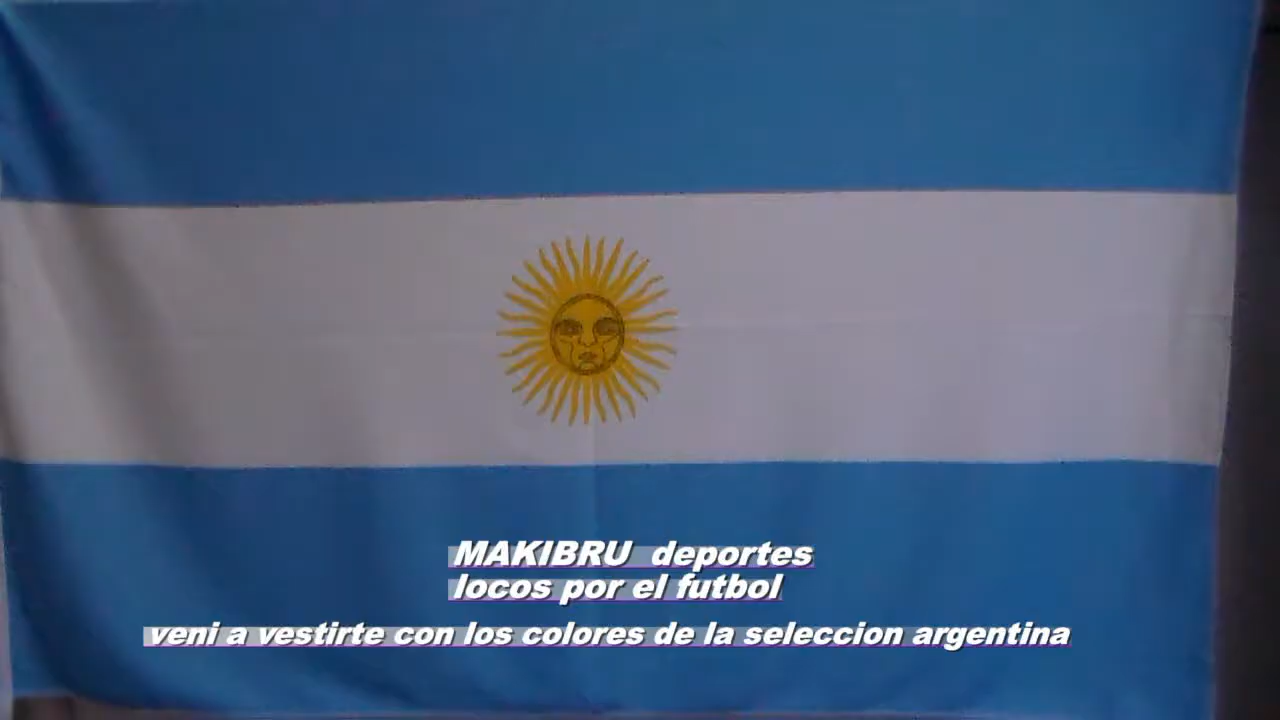 MAKIBRU deportes
locos por el futbol
veni a vestirte con los colores de la seleccion argentina